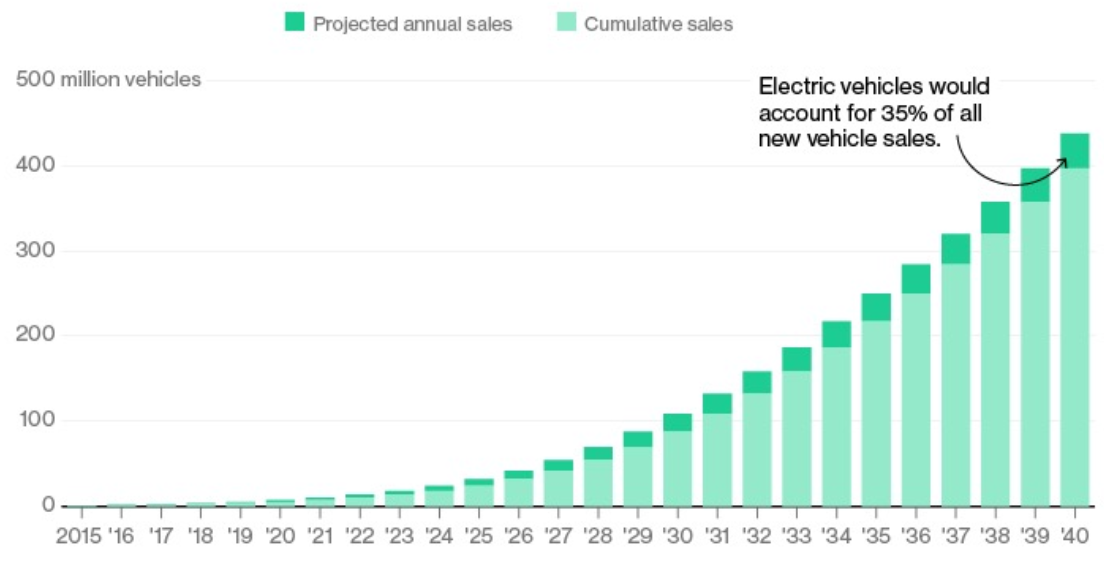 Projected annual sales Cumulative sales
500 million vehicles
Electric vehicles would
account for 35% of all
new vehicle sales.
400
300
200
100
0
2015 '16 '17 '18 '19 '20 '21 '22 '23 '24 '25 '26 '27 '28 '29 '30 '31 '32 '33 '34 '35 '36 '37 '38 '39 '40